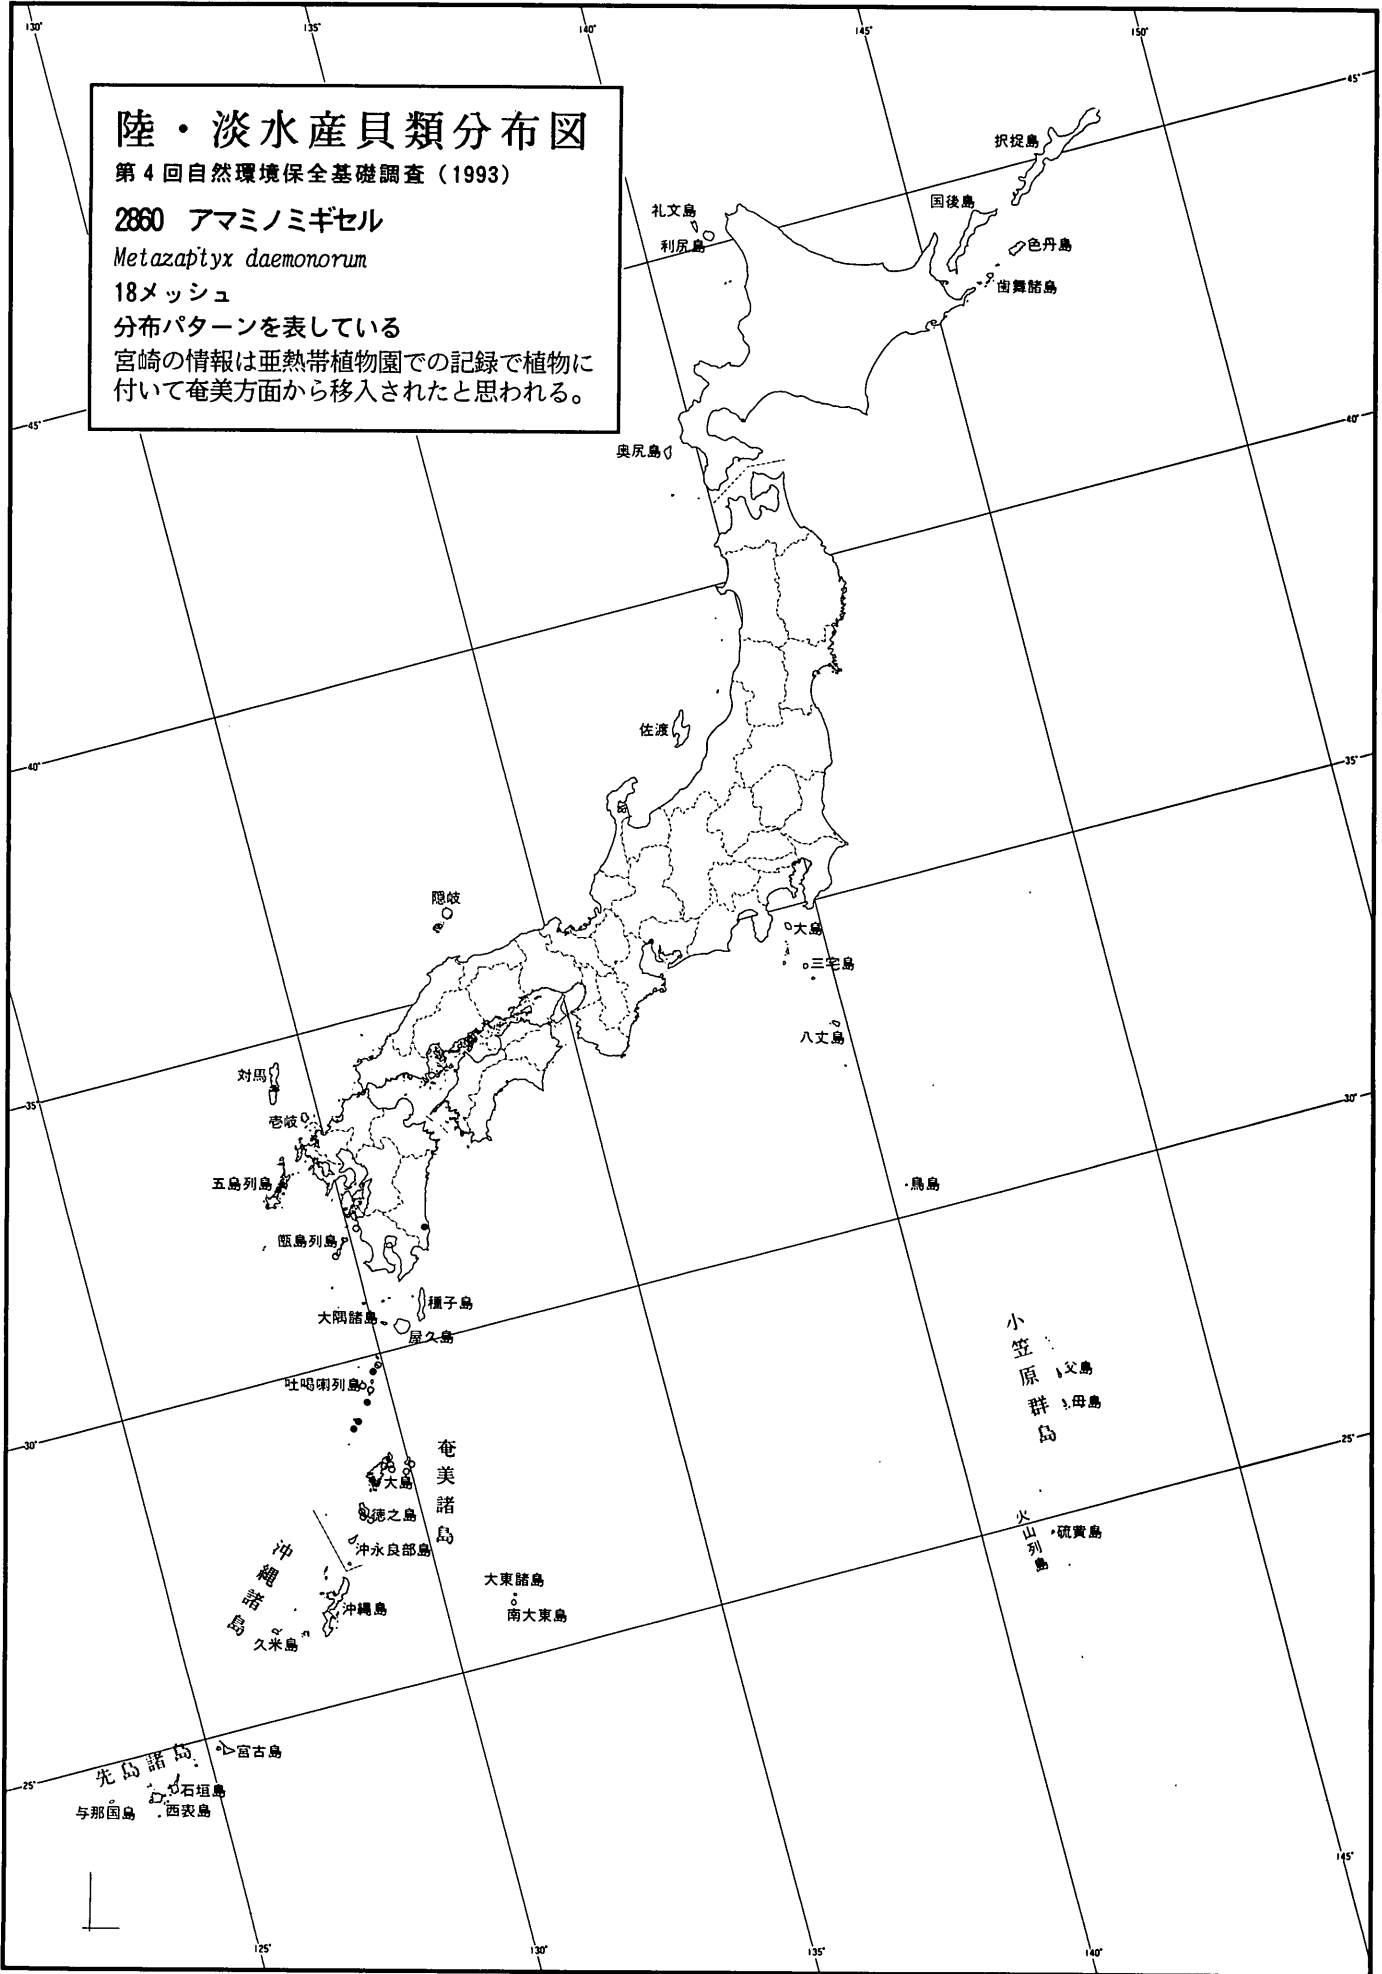 130°
135°
140°
145°
150°
陸・淡水産貝類分布図
第4回自然環境保全基礎調査（1993）
2860 アマミノミギセル
Metazaptyx daemonorum
18メッシュ
分布パターンを表している
宮崎の情報は亜熱帯植物園での記録で植物に
付いて奄美方面から移入されたと思われる。
45°
択捉島
国後島
礼文島
利尻島
色丹島
歯舞諸島
45°
40°
奥尻島
佐渡
40°
35°
隠岐
大島
三宅島
八丈島
対馬
35°
壱岐
30°
五島列島
鳥島
甑島列島
種子島
大隅諸島
屋久島
小笠原群島
父島
吐噶喇列島
母島
30°
25°
奄美諸島
大島
徳之島
火山列島
硫黄島
沖永良部島
沖縄諸島
大東諸島
沖縄島
南大東島
久米島
先島諸島
宮古島
25°
石垣島
与那国島
西表島
145°
125°
130°
135°
140°